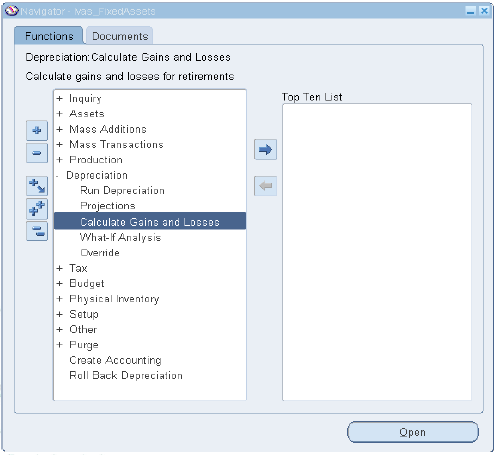 Navigator - ivas_FixedAssets
Functions
Documents
Depreciation:Calculate Gains and Losses
Calculate gains and losses for retirements
Top Ten List
+ Inquiry
+ Assets
+ Mass Additions
+ Mass Transactions
+ Production
- Depreciation
Run Depreciation
Projections
Calculate Gains and Losses
What-If Analysis
Override
+ Tax
+ Budget
+ Physical Inventory
+ Setup
+ Other
+ Purge
Create Accounting
Roll Back Depreciation
Open